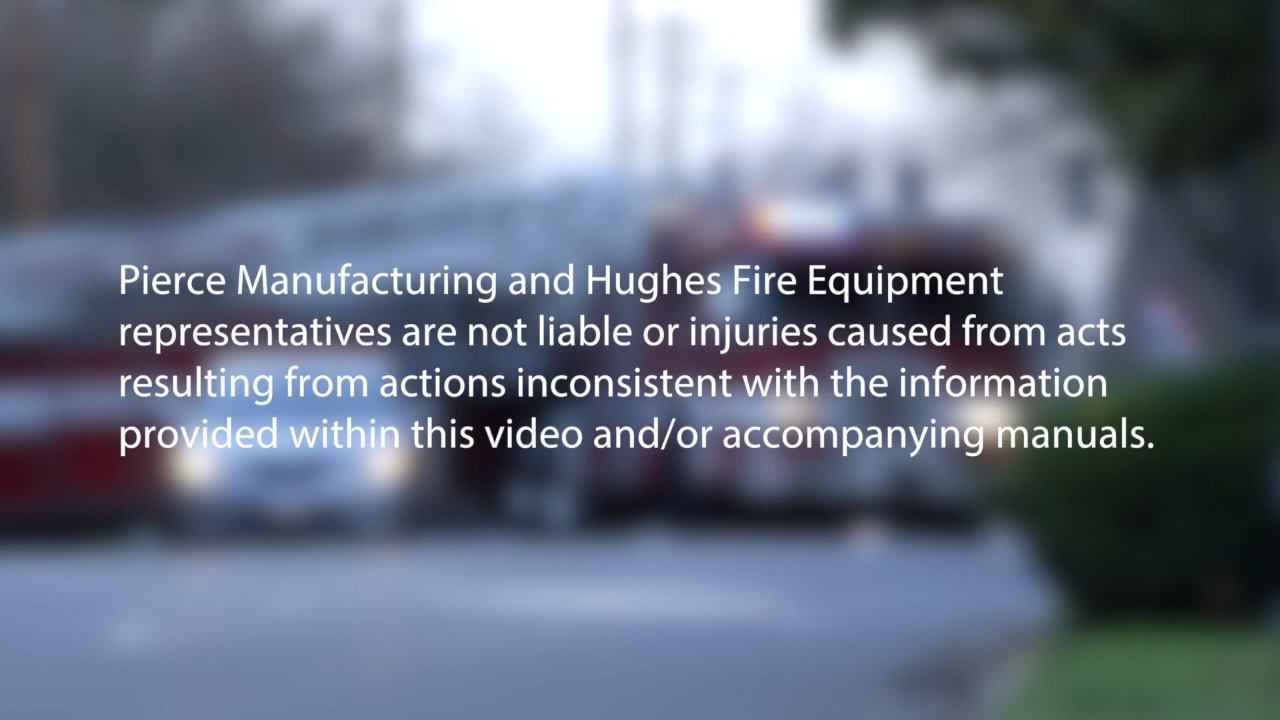 Pierce Manufacturing and Hughes Fire Equipment
representatives are not liable or injuries caused from acts
resulting from actions inconsistent with the information
provided within this video and/or accompanying manuals.